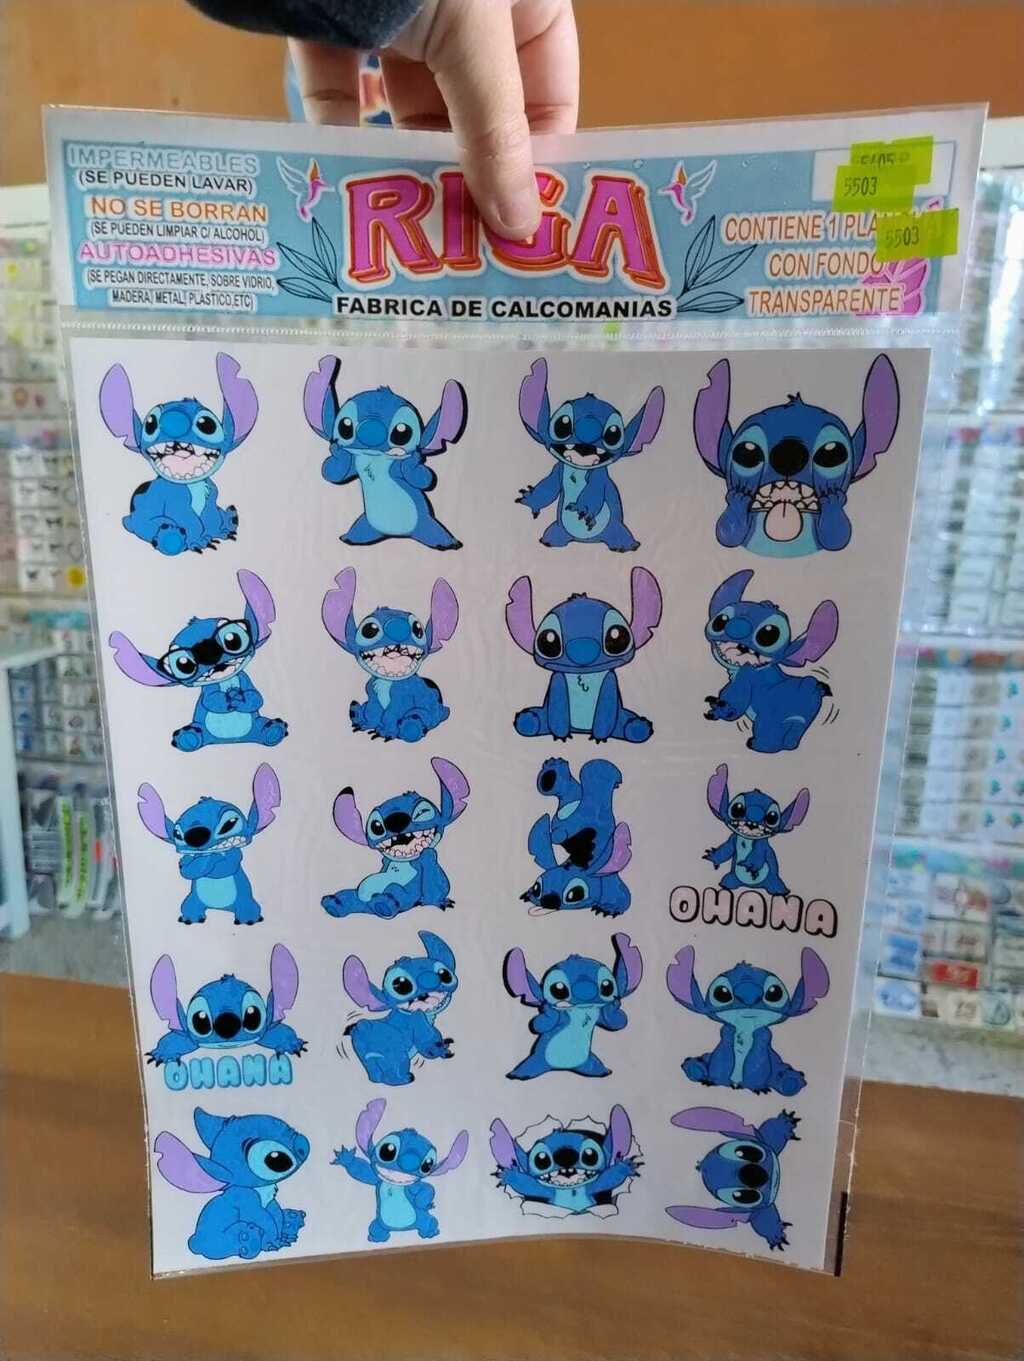 IMPERMEABLES
(SE PUEDEN LAVAR)
NO SE BORRAN
(SE PUEDEN LIMPIAR C/ ALCOHOL)
AUTOADHESIVAS
(SE PEGAN DIRECTAMENTE, SOBRE VIDRIO,
MADERA, METAL, PLASTICO, ETC)
RIGA
FABRICA DE CALCOMANIAS
5503
5503
CONTIENE 1
CON FONDO
TRANSPARENTE
OHANA
OHANA